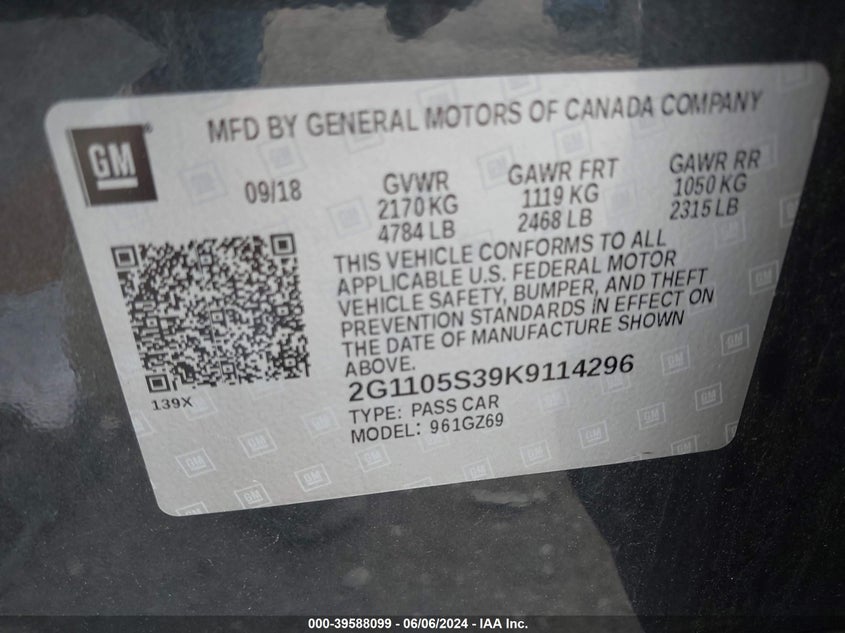 MFD BY GENERAL MOTORS OF CANADA COMPANY
GM
09/18
GVWR
2170 KG
4784 LB
GAWR FRT
1119 KG
2468 LB
GAWR RR
1050 KG
2315 LB
THIS VEHICLE CONFORMS TO ALL
APPLICABLE U.S. FEDERAL MOTOR
VEHICLE SAFETY, BUMPER, AND THEFT
PREVENTION STANDARDS IN EFFECT ON
THE DATE OF MANUFACTURE SHOWN
ABOVE.
139X
2G1105S39K9114296
TYPE: PASS CAR
MODEL: 961GZ69
000-39588099 - 06/06/2024 - IAA Inc.